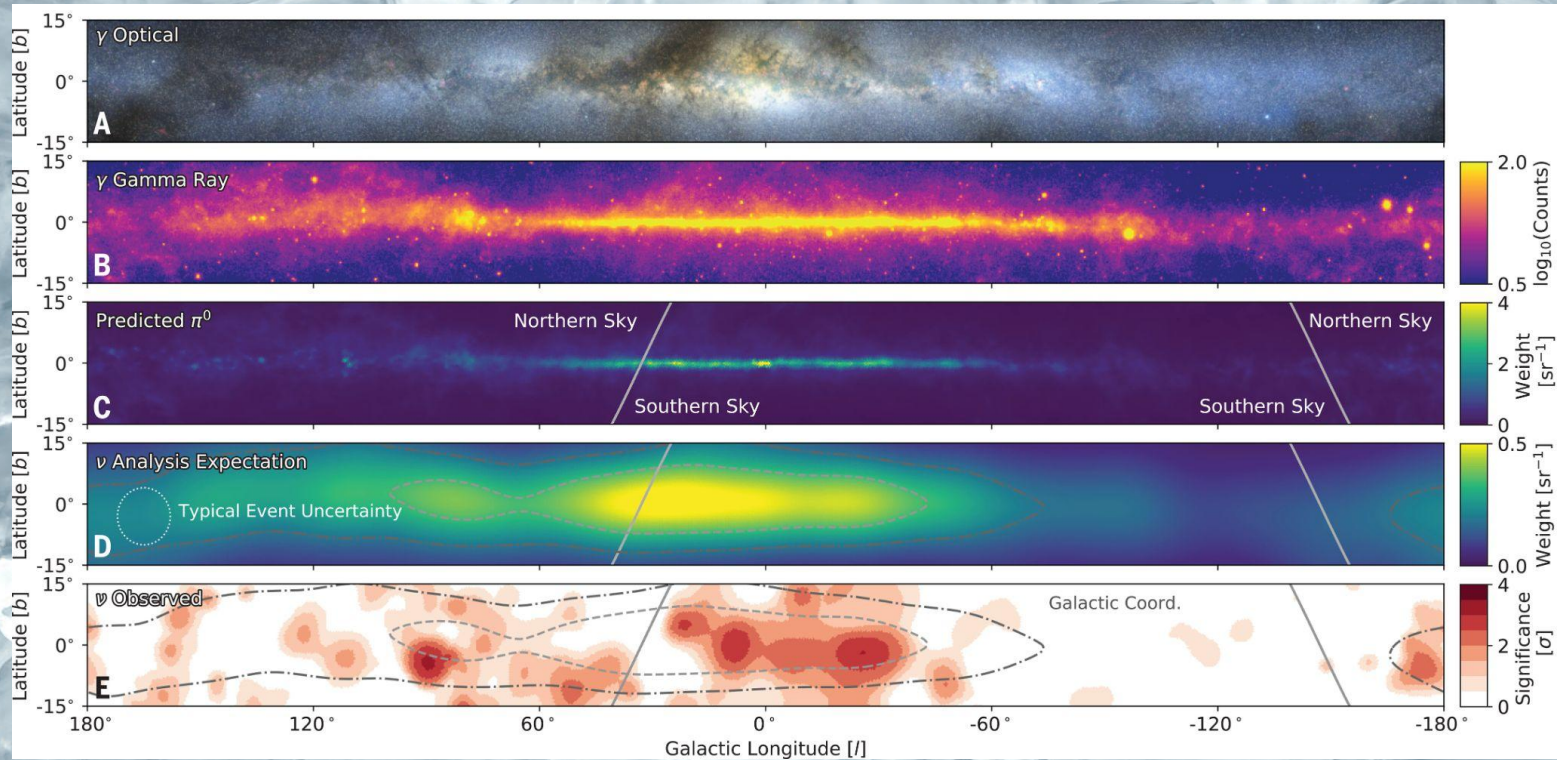 15°
γ Optical
Latitude [b]
0°
A
-15°
15°
γ Gamma Ray
2.0
Latitude [b]
0°
log₁₀(Counts)
B
-15°
0.5
15°
Predicted π⁰
Northern Sky
Northern Sky
4
Latitude [b]
0°
2
Weight [sr⁻¹]
C
Southern Sky
Southern Sky
-15°
0
15°
ν Analysis Expectation
0.5
Latitude [b]
0°
Typical Event Uncertainty
Weight [sr⁻¹]
D
-15°
0.0
15°
ν Observed
Galactic Coord.
4
Latitude [b]
0°
2
Significance [σ]
E
-15°
0
180°
120°
60°
0°
-60°
-120°
-180°
Galactic Longitude [l]